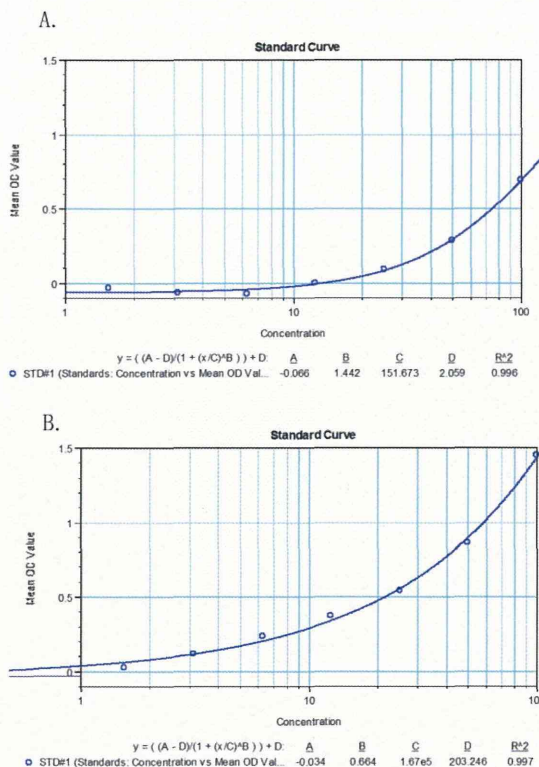 A.
Standard Curve
1.5
1
0.5
0
Mean OD Value
1
10
100
Concentration
y = ( (A - D)/(1 + (x/C)^B ) ) + D: A B C D R^2
STD#1 (Standards: Concentration vs Mean OD Val... -0.066 1.442 151.673 2.059 0.996
B.
Standard Curve
1.5
1
0.5
0
Mean OD Value
1
10
100
Concentration
y = ( (A - D)/(1 + (x/C)^B ) ) + D: A B C D R^2
STD#1 (Standards: Concentration vs Mean OD Val... -0.034 0.664 1.67e5 203.246 0.997